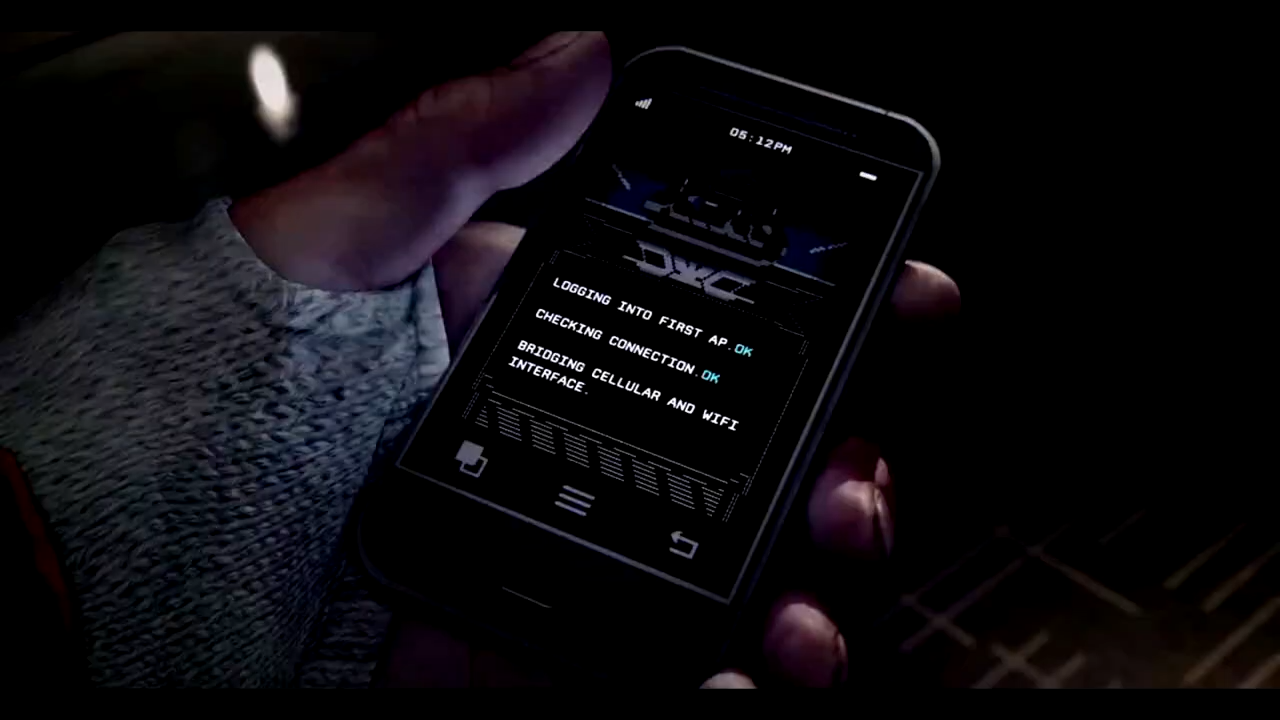 05:12PM
LOGGING INTO FIRST AP.OK
CHECKING CONNECTION.OK
BRIDGING CELLULAR AND WIFI
INTERFACE.